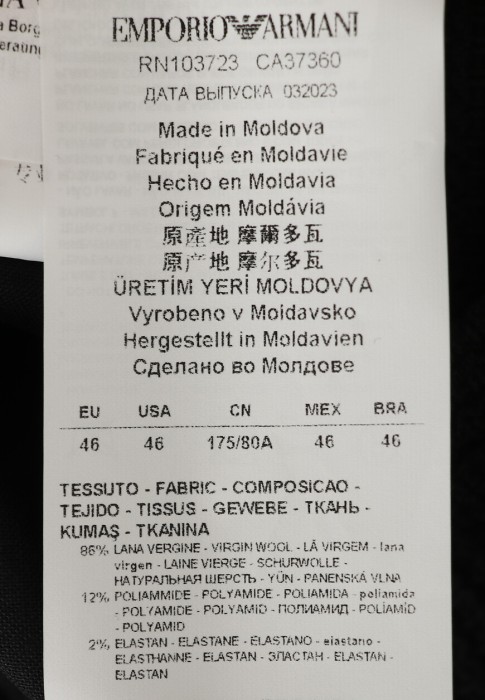 EMPORIO ARMANI
RN103723 CA37360
ДАТА ВЫПУСКА 032023
Made in Moldova
Fabriqué en Moldavie
Hecho en Moldavia
Origem Moldávia
原產地 摩爾多瓦
原产地 摩尔多瓦
ÜRETİM YERİ MOLDOVYA
Vyrobeno v Moldavsko
Hergestellt in Moldavien
Сделано во Молдове
EU USA CN MEX BRA
46 46 175/80A 46 46
TESSUTO - FABRIC - COMPOSICAO -
TEJIDO - TISSUS - GEWEBE - ТКАНЬ -
KUMAŞ - TKANINA
86% LANA VERGINE - VIRGIN WOOL - LÃ VIRGEM - lana
virgen - LAINE VIERGE - SCHURWOLLE -
НАТУРАЛЬНАЯ ШЕРСТЬ - YÜN - PANENSKÁ VLNA
12% POLIAMMIDE - POLYAMIDE - POLIAMIDA - poliamida
- POLYAMIDE - POLYAMID - ПОЛИАМИД - POLİAMİD
- POLYAMID
2% ELASTAN - ELASTANE - ELASTANO - elastano -
ELASTHANNE - ELASTAN - ЭЛАСТАН - ELASTAN -
ELASTAN